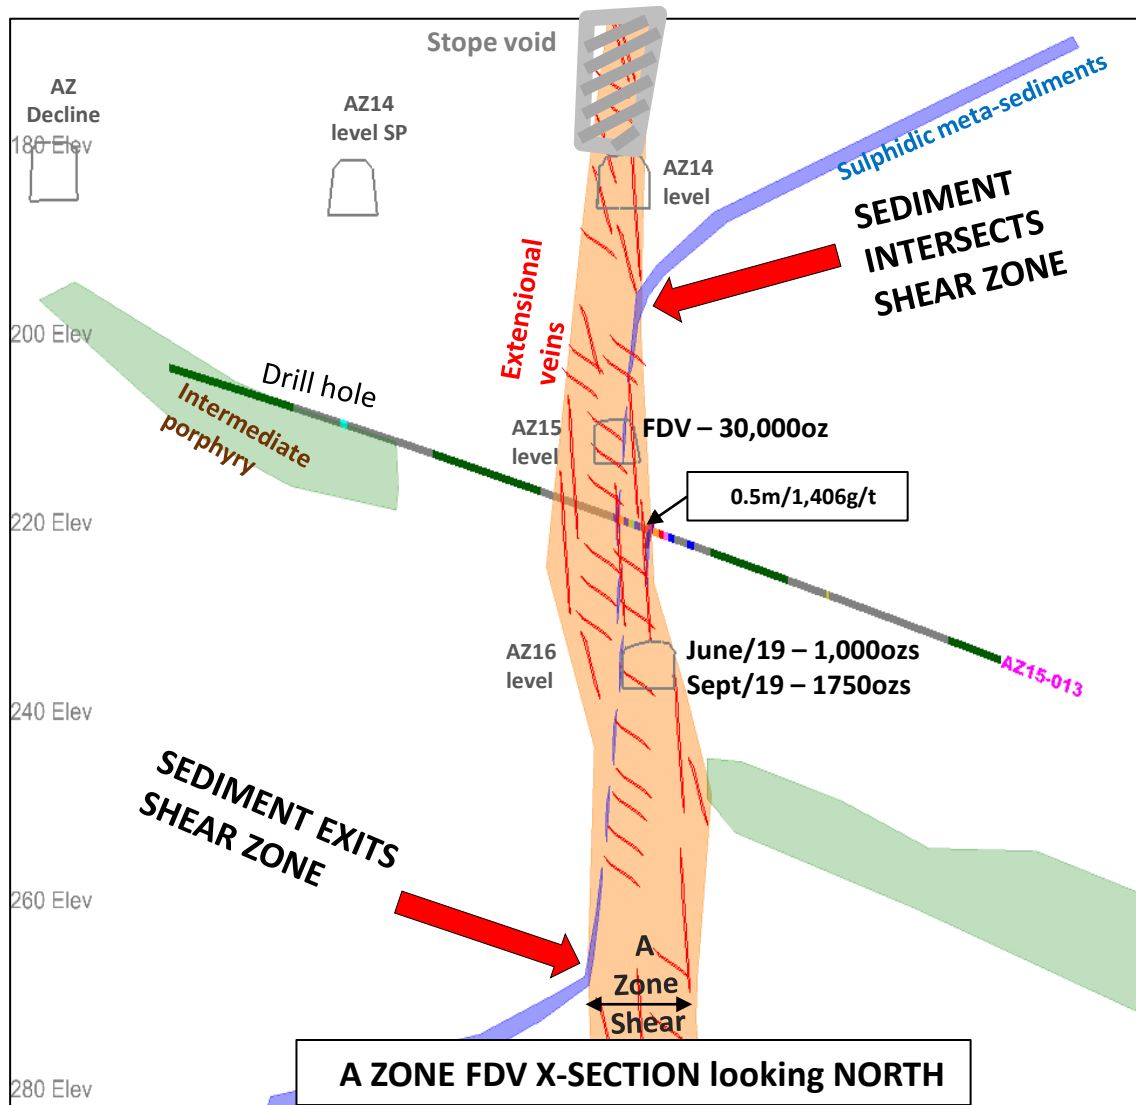 Stope void
AZ
Decline
AZ14
level SP
180 Elev
AZ14
level
Sulphidic meta-sediments
SEDIMENT
INTERSECTS
SHEAR ZONE
Extensional
veins
200 Elev
Drill hole
Intermediate
porphyry
AZ15
level
FDV – 30,000oz
0.5m/1,406g/t
220 Elev
AZ16
level
June/19 – 1,000ozs
Sept/19 – 1750ozs
AZ15-013
240 Elev
SEDIMENT EXITS
SHEAR ZONE
260 Elev
A
Zone
Shear
A ZONE FDV X-SECTION looking NORTH
280 Elev